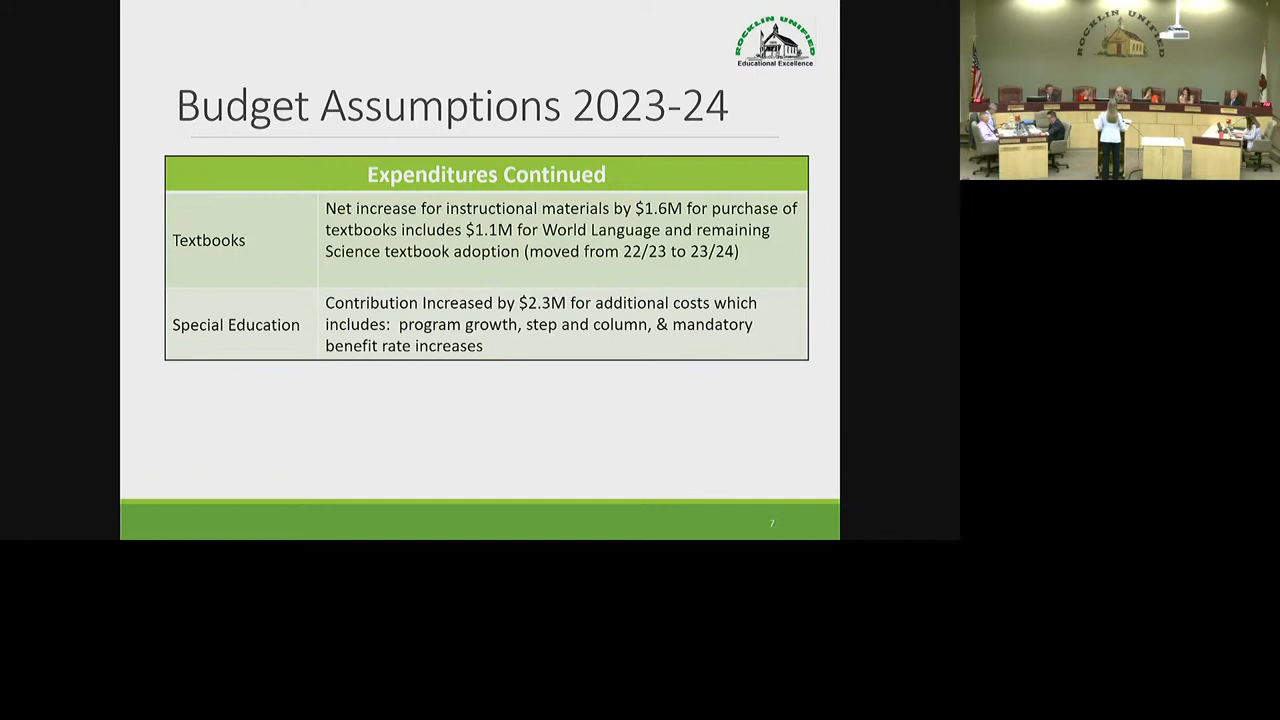 ROCKLIN UNIFIED
Educational Excellence
Budget Assumptions 2023-24
Expenditures Continued
Textbooks
Net increase for instructional materials by $1.6M for purchase of
textbooks includes $1.1M for World Language and remaining
Science textbook adoption (moved from 22/23 to 23/24)
Special Education
Contribution Increased by $2.3M for additional costs which
includes:  program growth, step and column, & mandatory
benefit rate increases
7
ROCKLIN UNIFIED